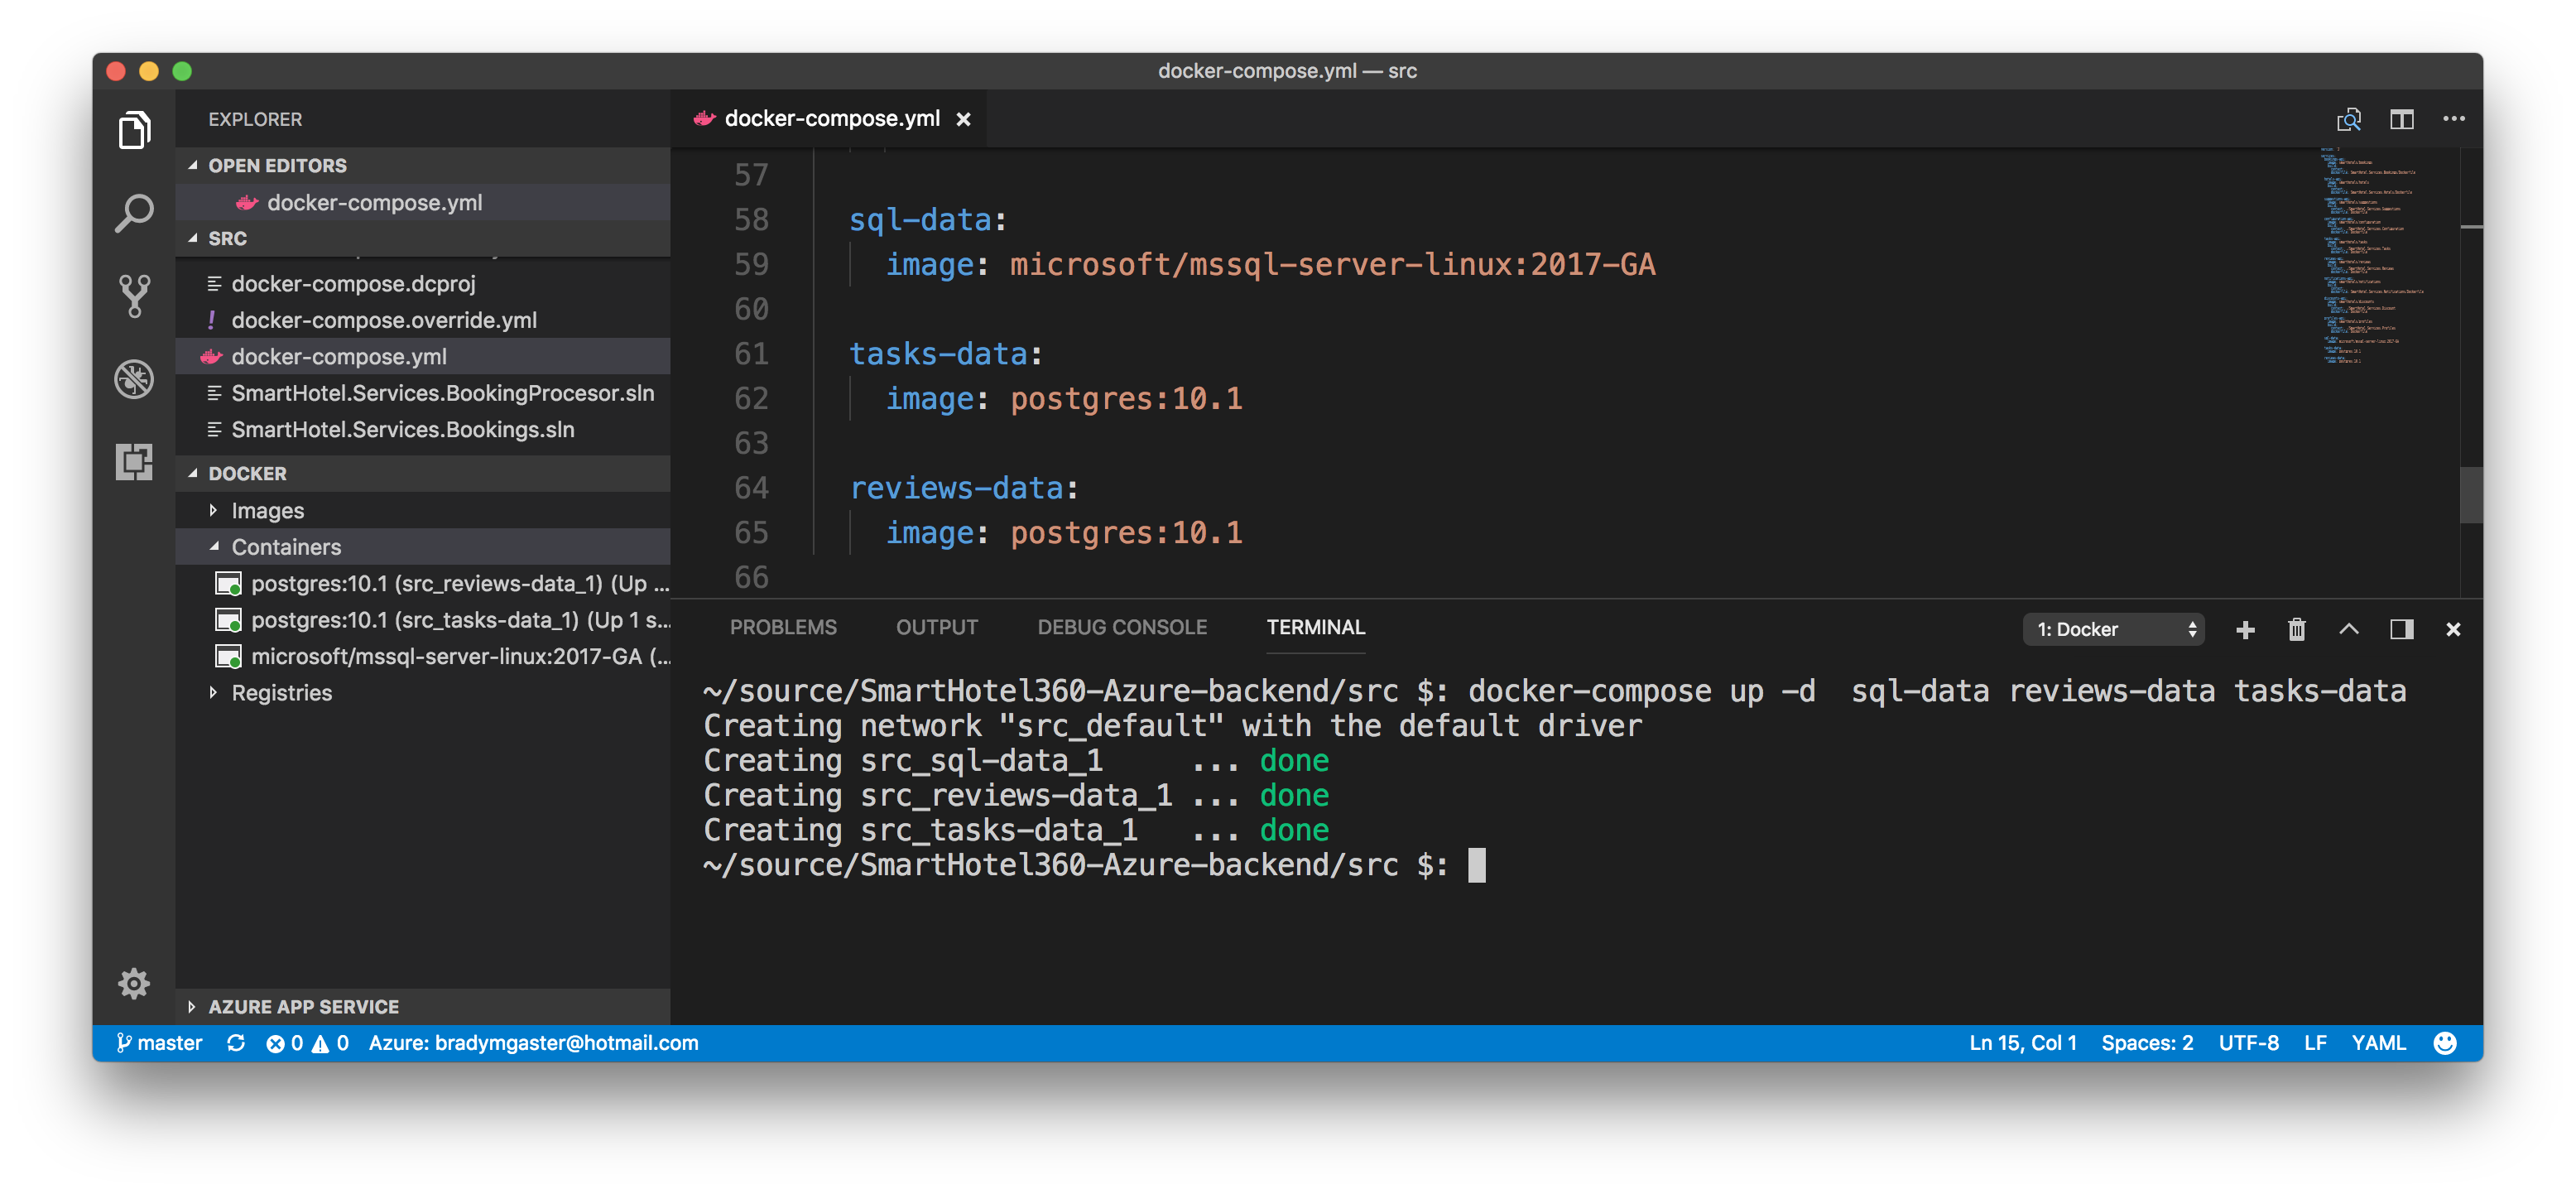 docker-compose.yml — src
EXPLORER
OPEN EDITORS
docker-compose.yml
SRC
docker-compose.dcproj
! docker-compose.override.yml
docker-compose.yml
SmartHotel.Services.BookingProcesor.sln
SmartHotel.Services.Bookings.sln
DOCKER
Images
Containers
postgres:10.1 (src_reviews-data_1) (Up ...
postgres:10.1 (src_tasks-data_1) (Up 1 s...
microsoft/mssql-server-linux:2017-GA (...
Registries
AZURE APP SERVICE
docker-compose.yml
57
58 sql-data:
59 image: microsoft/mssql-server-linux:2017-GA
60
61 tasks-data:
62 image: postgres:10.1
63
64 reviews-data:
65 image: postgres:10.1
66
PROBLEMS OUTPUT DEBUG CONSOLE TERMINAL 1: Docker
~/source/SmartHotel360-Azure-backend/src $: docker-compose up -d  sql-data reviews-data tasks-data
Creating network "src_default" with the default driver
Creating src_sql-data_1     ... done
Creating src_reviews-data_1 ... done
Creating src_tasks-data_1   ... done
~/source/SmartHotel360-Azure-backend/src $:
master 0 0 Azure: bradymgaster@hotmail.com Ln 15, Col 1 Spaces: 2 UTF-8 LF YAML